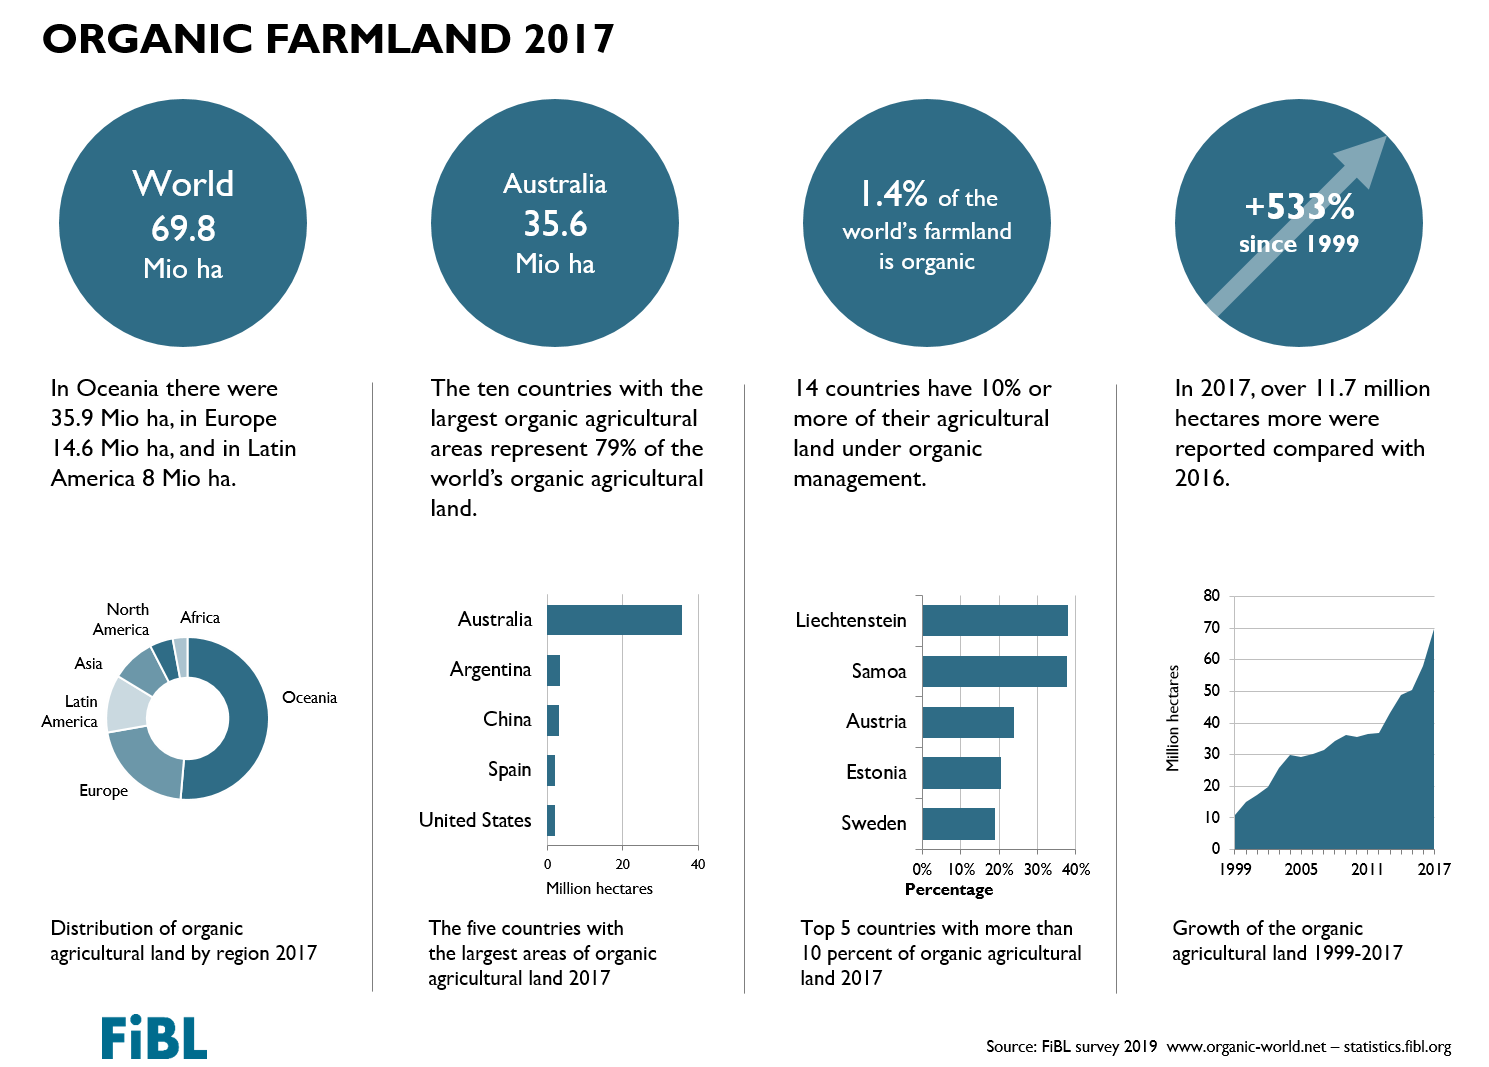 ORGANIC FARMLAND 2017
World
69.8
Mio ha
Australia
35.6
Mio ha
1.4% of the
world's farmland
is organic
+533%
since 1999
In Oceania there were
35.9 Mio ha, in Europe
14.6 Mio ha, and in Latin
America 8 Mio ha.
The ten countries with the
largest organic agricultural
areas represent 79% of the
world's organic agricultural
land.
14 countries have 10% or
more of their agricultural
land under organic
management.
In 2017, over 11.7 million
hectares more were
reported compared with
2016.
North
America
Africa
Asia
Latin
America
Oceania
Europe
Australia
Argentina
China
Spain
United States
0 20 40
Million hectares
Liechtenstein
Samoa
Austria
Estonia
Sweden
0% 10% 20% 30% 40%
Percentage
80
70
60
50
40
30
20
10
0
Million hectares
1999 2005 2011 2017
Distribution of organic
agricultural land by region 2017
The five countries with
the largest areas of organic
agricultural land 2017
Top 5 countries with more than
10 percent of organic agricultural
land 2017
Growth of the organic
agricultural land 1999-2017
FiBL
Source: FiBL survey 2019 www.organic-world.net – statistics.fibl.org